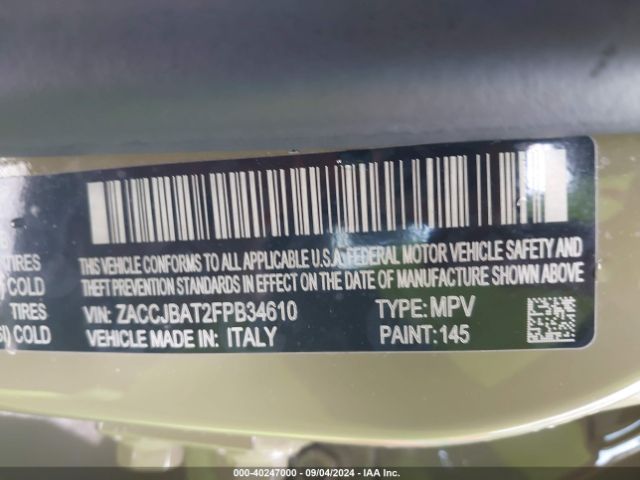 THIS VEHICLE CONFORMS TO ALL APPLICABLE U.S.A. FEDERAL MOTOR VEHICLE SAFETY AND
TIRES THEFT PREVENTION STANDARDS IN EFFECT ON THE DATE OF MANUFACTURE SHOWN ABOVE
COLD
TIRES VIN: ZACCJBAT2FPB34610 TYPE: MPV
COLD VEHICLE MADE IN: ITALY PAINT: 145
000-40247000 - 09/04/2024 - IAA Inc.